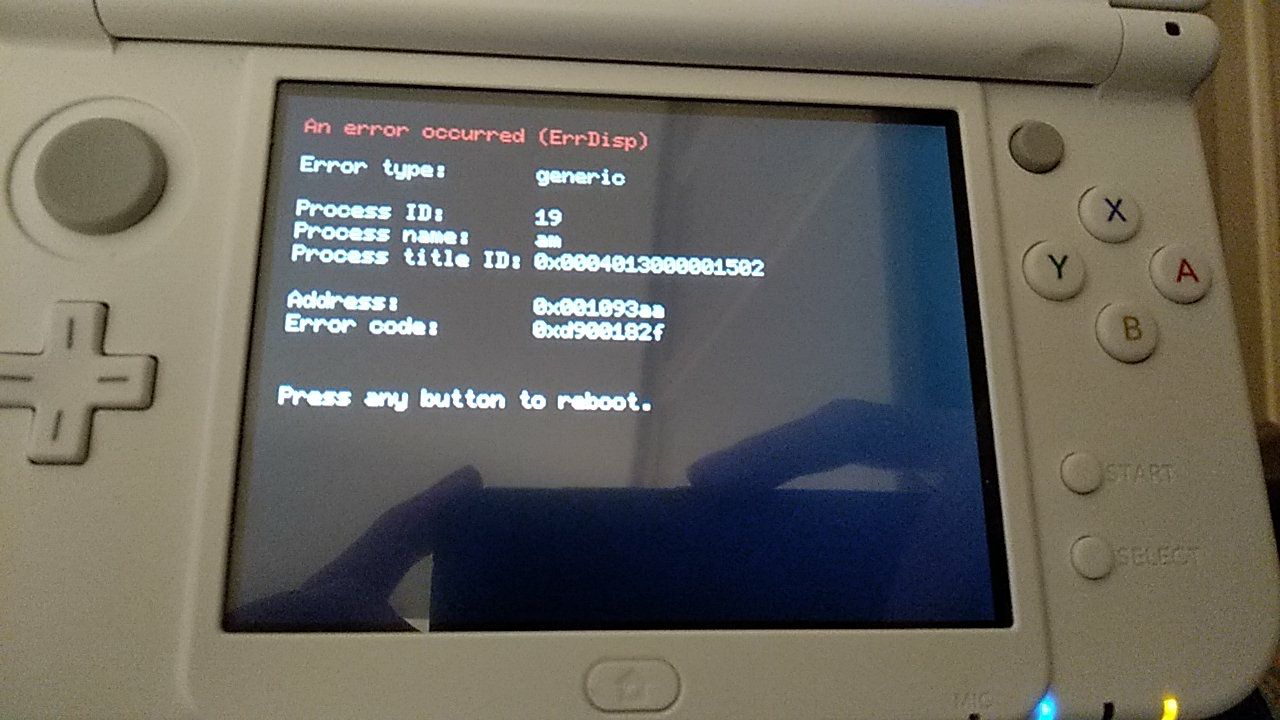 An error occurred (ErrDisp)
Error type: generic
Process ID: 19
Process name: am
Process title ID: 0x0004013000001502
Address: 0x001093aa
Error code: 0xd900182f
Press any button to reboot.
X
Y
A
B
START
SELECT
MIC